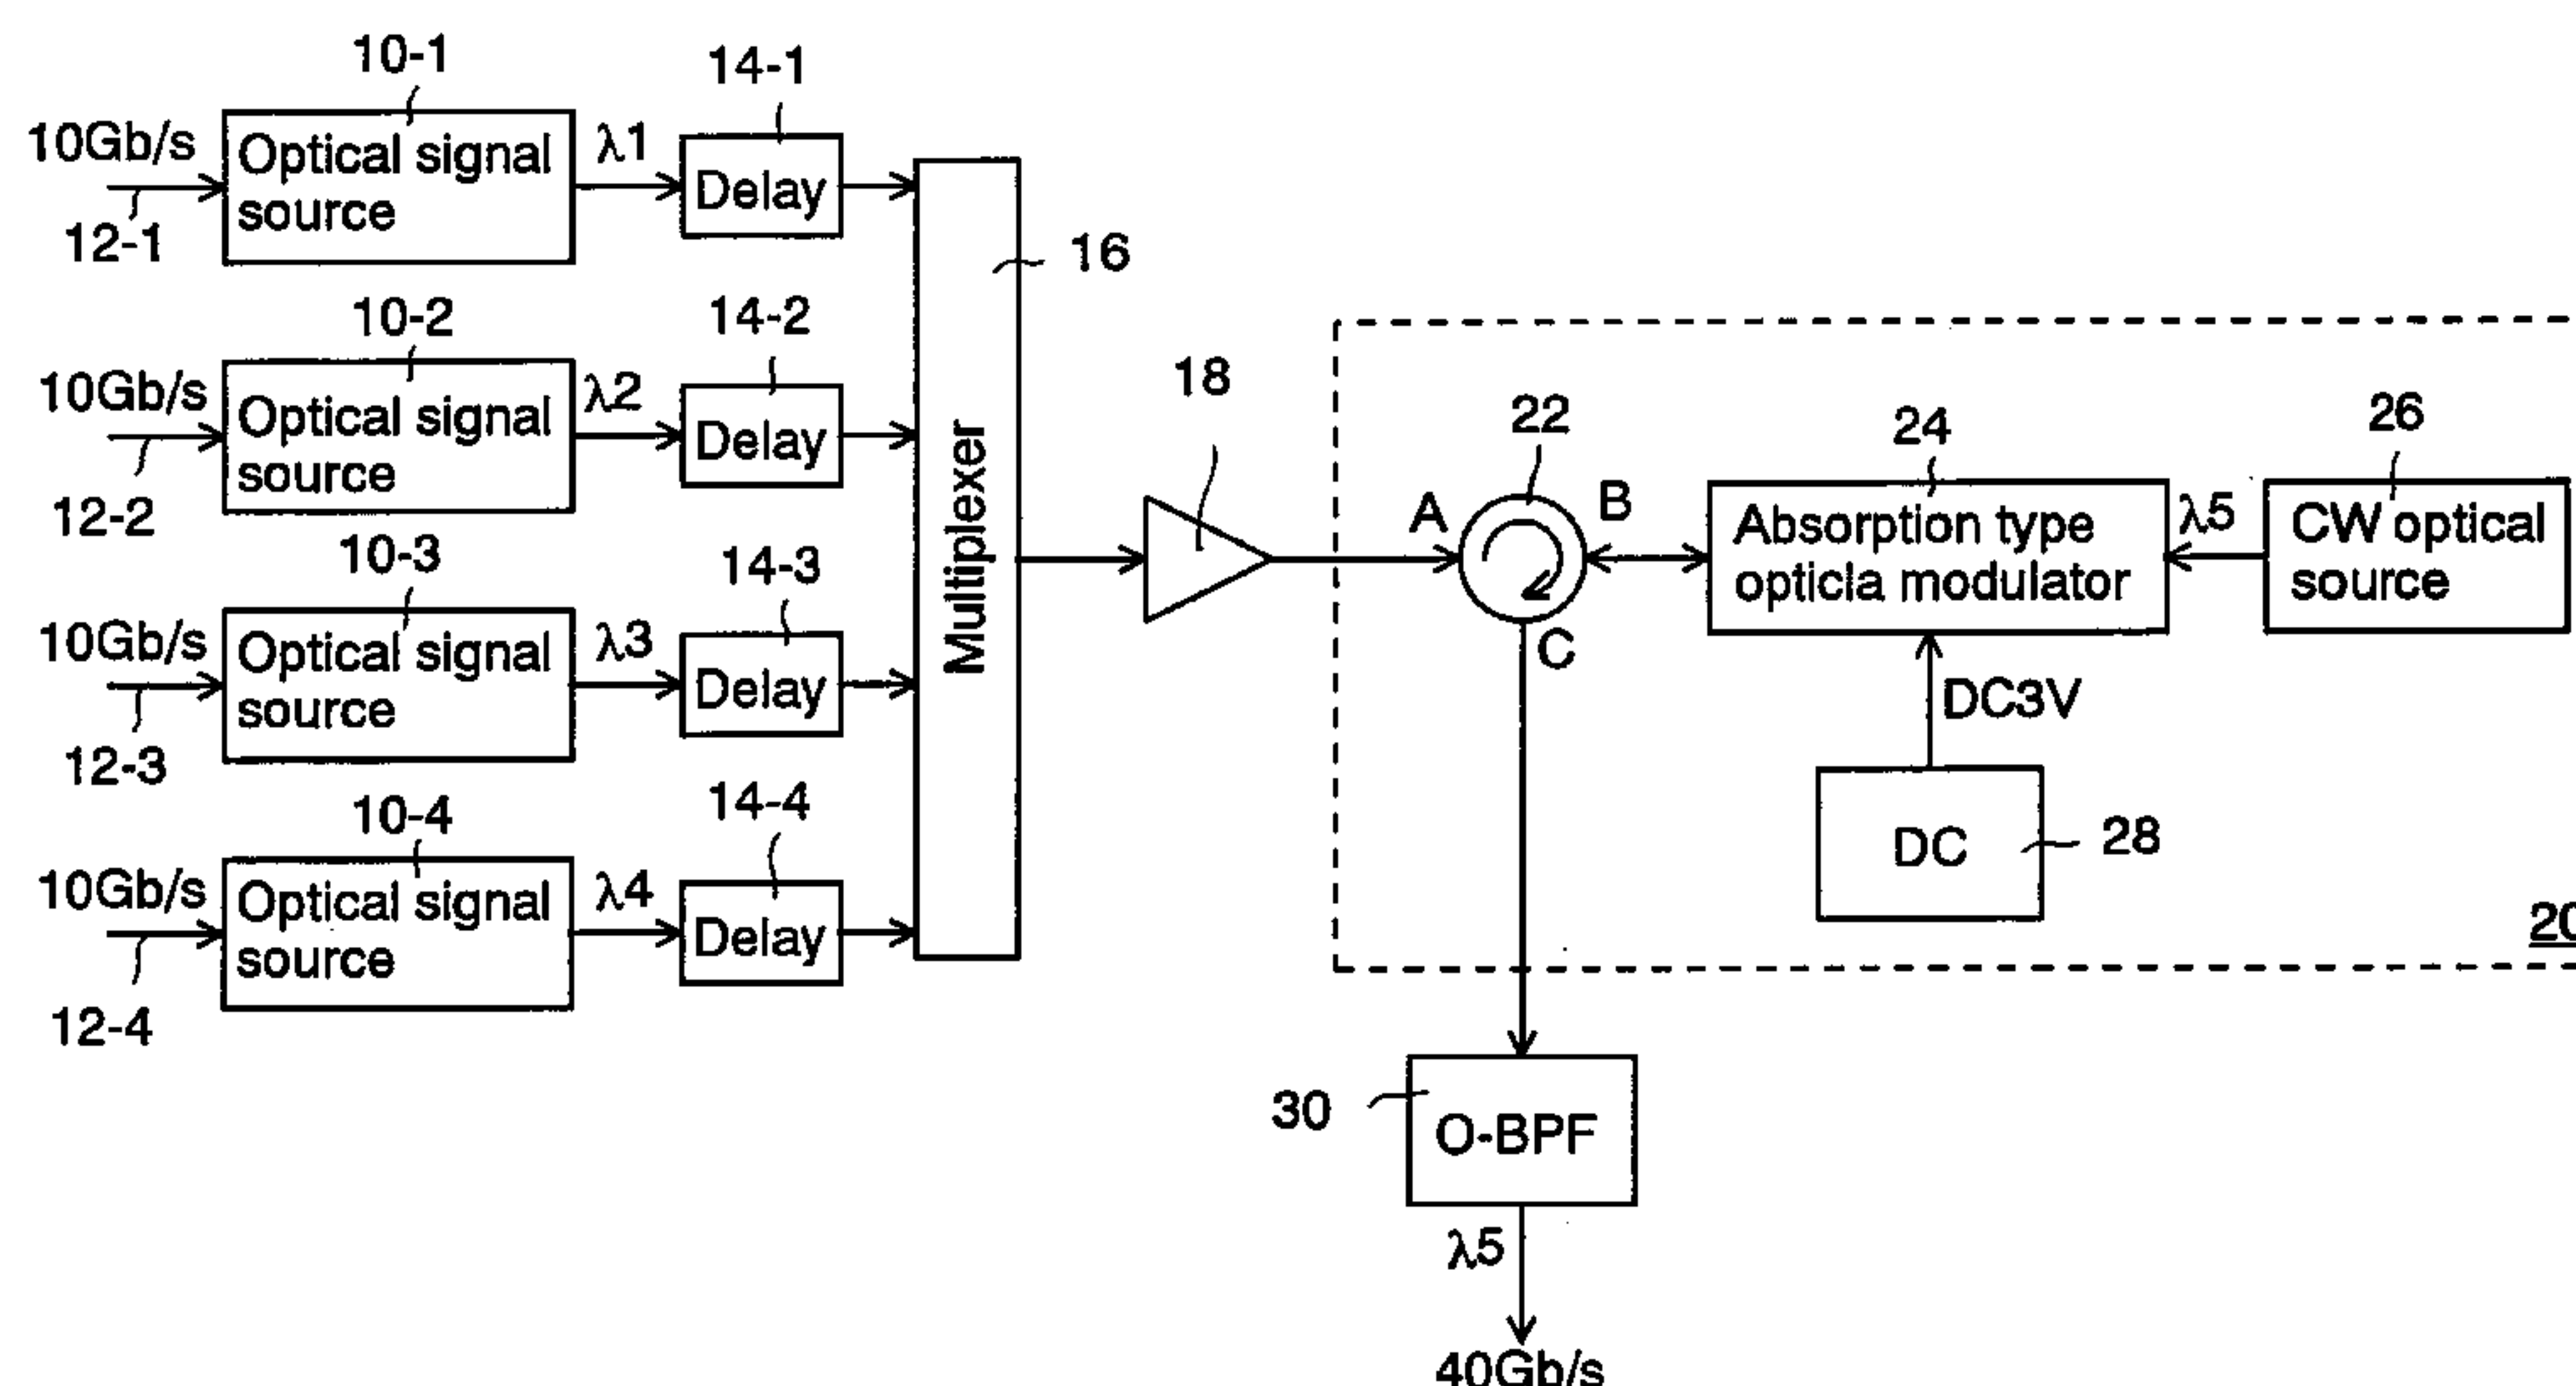 10-1
14-1
10Gb/s
Optical signal
source
λ1
Delay
12-1
16
10-2
14-2
10Gb/s
Optical signal
source
λ2
Delay
12-2
Multiplexer
18
22
24
26
A
B
C
Absorption type
opticla modulator
λ5
CW optical
source
10-3
14-3
10Gb/s
Optical signal
source
λ3
Delay
12-3
DC3V
DC
28
20
10-4
14-4
10Gb/s
Optical signal
source
λ4
Delay
12-4
30
O-BPF
λ5
40Gb/s